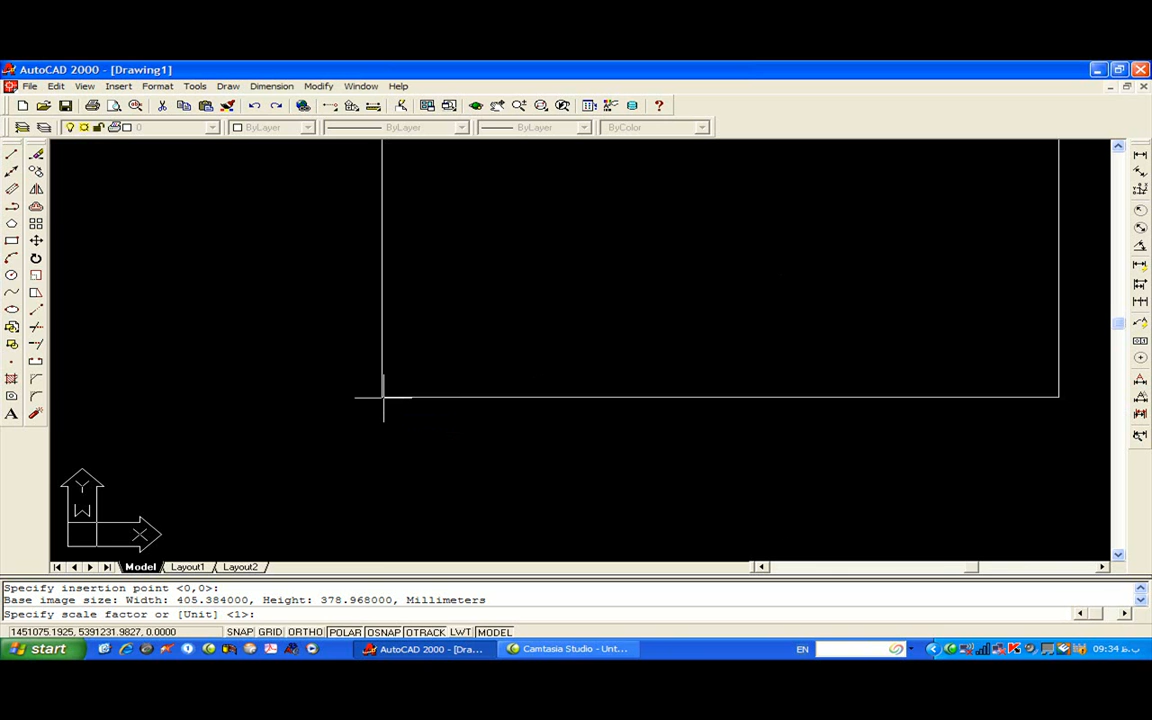 AutoCAD 2000 - [Drawing1]
File Edit View Insert Format Tools Draw Dimension Modify Window Help
0 ByLayer ByLayer ByLayer ByColor
A
Y
W
X
Model Layout1 Layout2
Specify insertion point <0,0>:
Base image size: Width: 405.384000, Height: 378.968000, Millimeters
Specify scale factor or [Unit] <1>:
1451075.1925, 5391231.9827, 0.0000 SNAP GRID ORTHO POLAR OSNAP OTRACK LWT MODEL
start AutoCAD 2000 - [Dra... Camtasia Studio - Unt... EN 09:34 ب.ظ